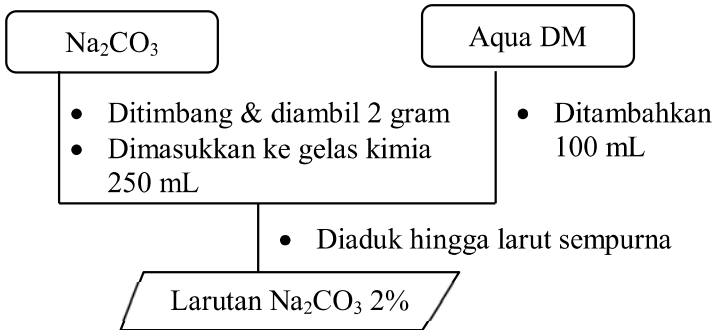 Na₂CO₃
Aqua DM
• Ditimbang & diambil 2 gram
• Dimasukkan ke gelas kimia
250 mL
• Ditambahkan
100 mL
• Diaduk hingga larut sempurna
Larutan Na₂CO₃ 2%